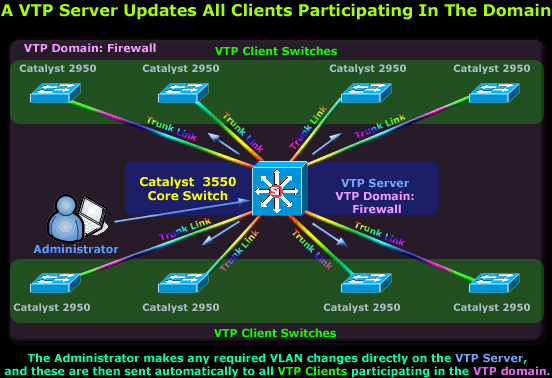 A VTP Server Updates All Clients Participating In The Domain
VTP Domain: Firewall
VTP Client Switches
Catalyst 2950
Catalyst 2950
Catalyst 2950
Catalyst 2950
Trunk Link
Trunk Link
Trunk Link
Trunk Link
Catalyst 3550
Core Switch
Si
VTP Server
VTP Domain:
Firewall
Administrator
Trunk Link
Trunk Link
Trunk Link
Trunk Link
Catalyst 2950
Catalyst 2950
Catalyst 2950
Catalyst 2950
VTP Client Switches
The Administrator makes any required VLAN changes directly on the VTP Server,
and these are then sent automatically to all VTP Clients participating in the VTP domain.